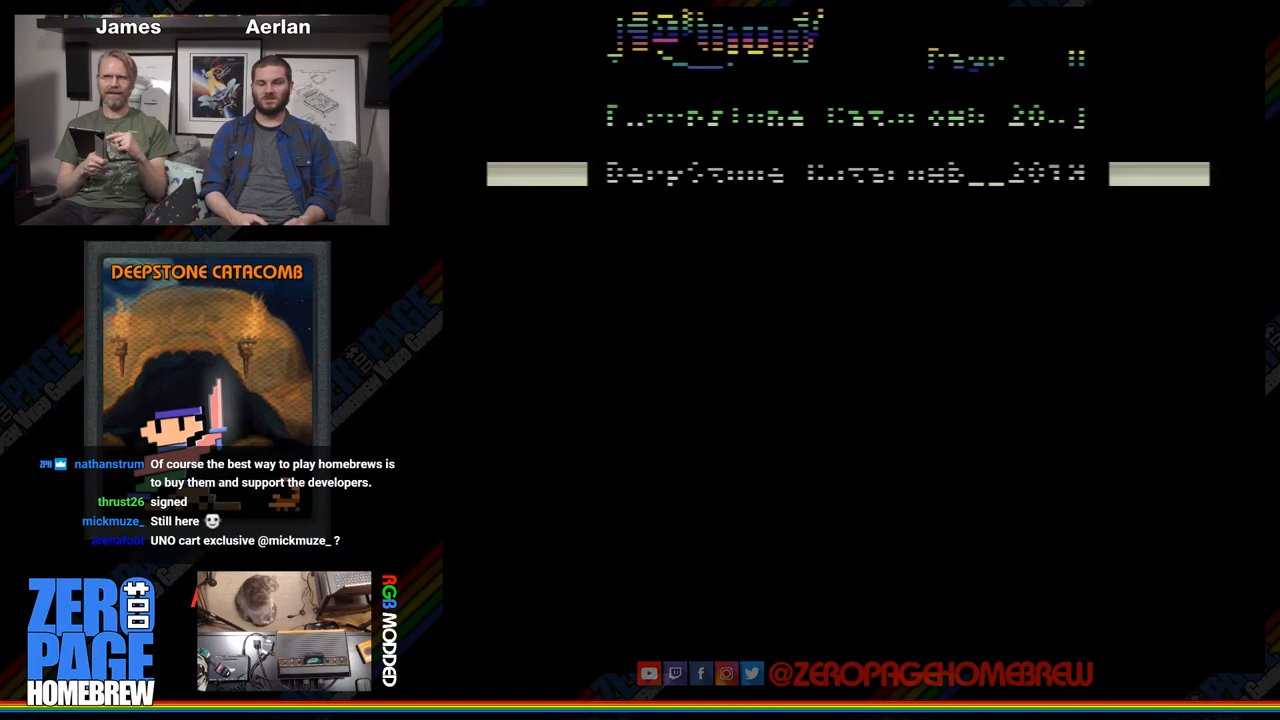 James Aerlan
DEEPSTONE CATACOMB
nathanstrum Of course the best way to play homebrews is
to buy them and support the developers.
thrust26 signed
mickmuze_ Still here
arenafoot UNO cart exclusive @mickmuze_ ?
ZERO
PAGE
HOMEBREW
RGB MODDED
@ZEROPAGEHOMEBREW